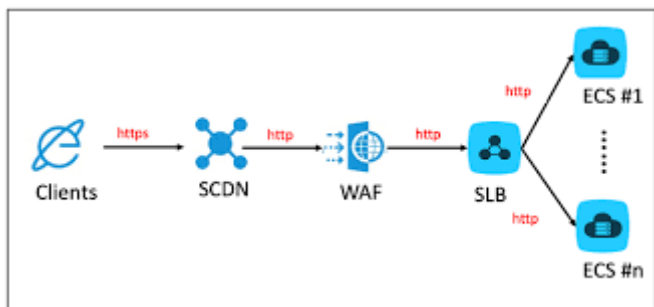 https
http
http
http
http
Clients
SCDN
WAF
SLB
ECS #1
ECS #n